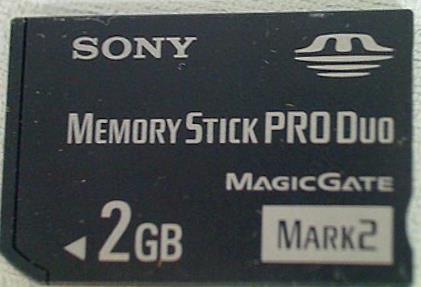 SONY
MEMORY STICK PRO DUO
MAGICGATE
2GB
MARK2